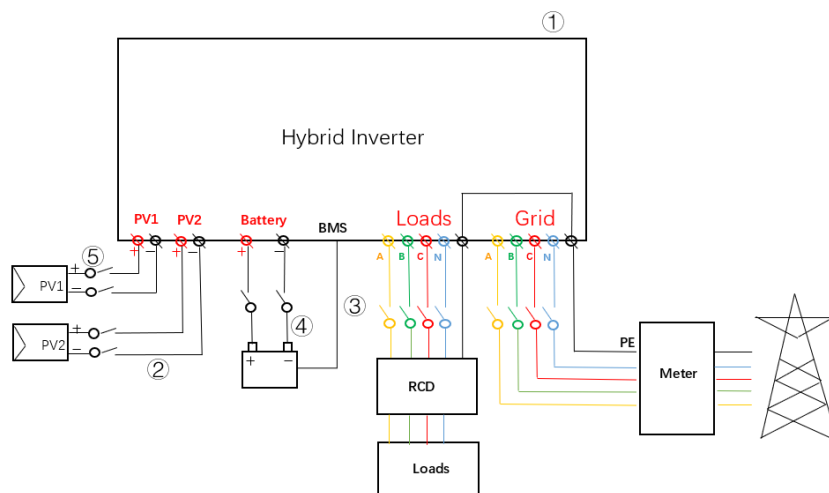 ①
Hybrid Inverter
PV1 PV2 Battery BMS Loads Grid
+ − + − + −
A B C N A B C N
⑤
+
−
PV1
③
④
+
−
PV2
②
+ −
PE
RCD
Meter
Loads